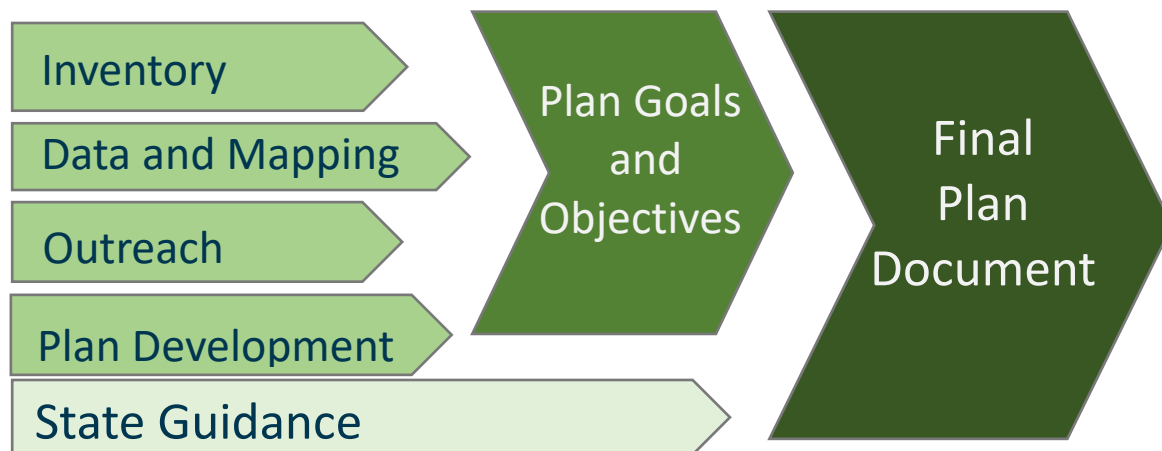 Inventory
Data and Mapping
Outreach
Plan Development
State Guidance
Plan Goals
and
Objectives
Final
Plan
Document